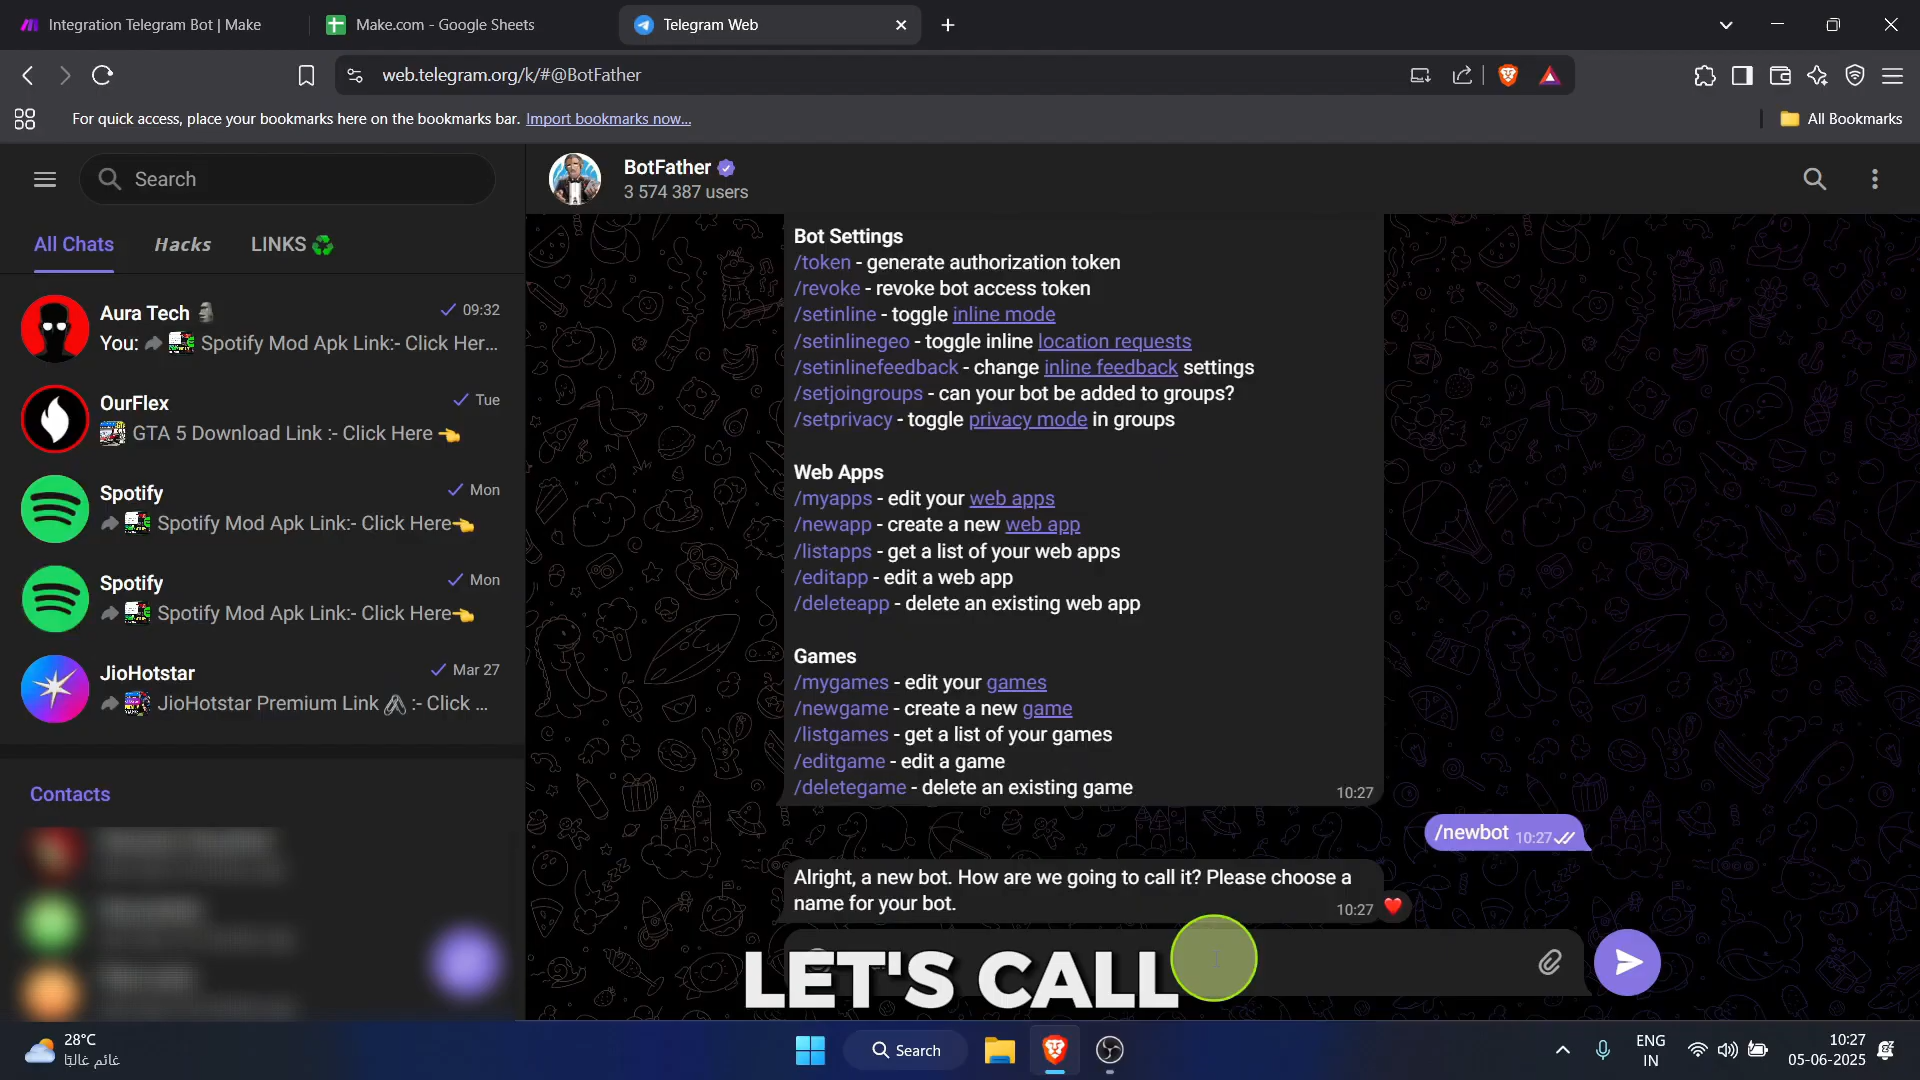 Integration Telegram Bot | Make
Make.com - Google Sheets
Telegram Web
web.telegram.org/k/#@BotFather
For quick access, place your bookmarks here on the bookmarks bar. Import bookmarks now...
All Bookmarks
Search
All Chats
Hacks
LINKS ♻️
Aura Tech 🗿
09:32
You: Spotify Mod Apk Link:- Click Her...
OurFlex
Tue
GTA 5 Download Link :- Click Here 👈
Spotify
Mon
Spotify Mod Apk Link:- Click Here👈
Spotify
Mon
Spotify Mod Apk Link:- Click Here👈
JioHotstar
Mar 27
JioHotstar Premium Link 🖇️ :- Click ...
Contacts
BotFather
3 574 387 users
Bot Settings
/token - generate authorization token
/revoke - revoke bot access token
/setinline - toggle inline mode
/setinlinegeo - toggle inline location requests
/setinlinefeedback - change inline feedback settings
/setjoingroups - can your bot be added to groups?
/setprivacy - toggle privacy mode in groups
Web Apps
/myapps - edit your web apps
/newapp - create a new web app
/listapps - get a list of your web apps
/editapp - edit a web app
/deleteapp - delete an existing web app
Games
/mygames - edit your games
/newgame - create a new game
/listgames - get a list of your games
/editgame - edit a game
/deletegame - delete an existing game
10:27
/newbot 10:27
Alright, a new bot. How are we going to call it? Please choose a
name for your bot.
10:27 ❤️
LET'S CALL
28°C
غائم غالبًا
Search
ENG
IN
10:27
05-06-2025